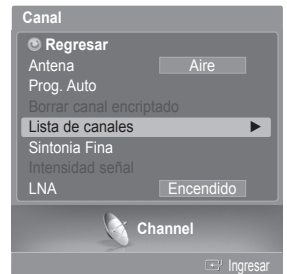 Canal
Regresar
Antena Aire
Prog. Auto
Borrar canal encriptado
Lista de canales
Sintonia Fina
Intensidad señal
LNA Encendido
Channel
Ingresar